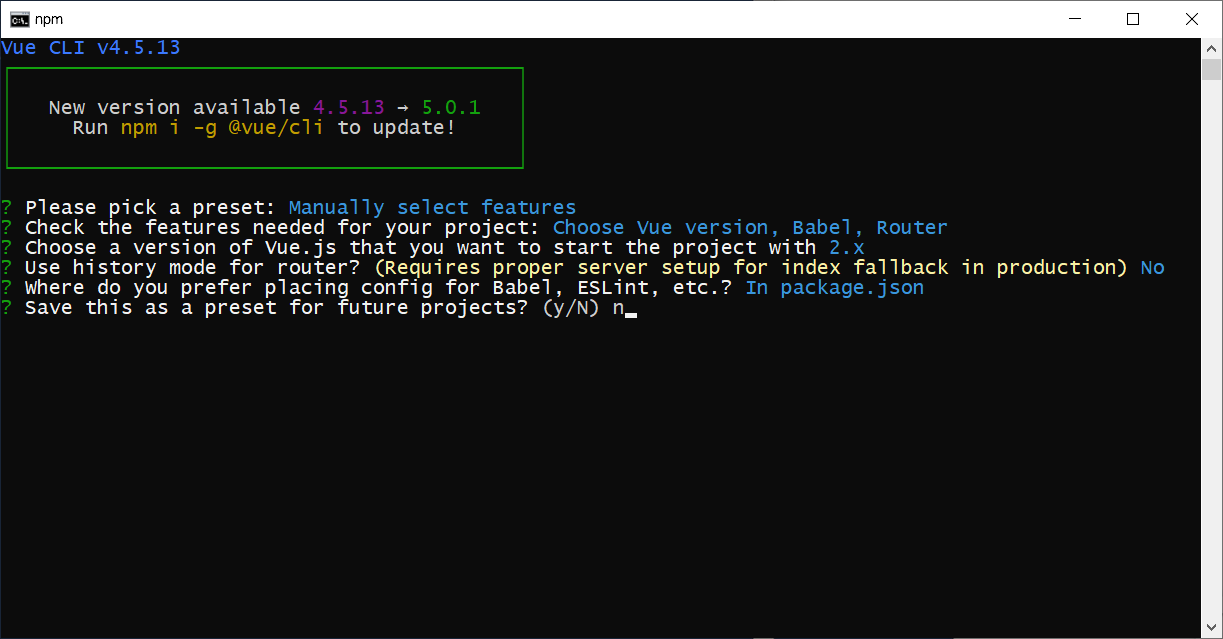 npm
Vue CLI v4.5.13
New version available 4.5.13 → 5.0.1
Run npm i -g @vue/cli to update!
? Please pick a preset: Manually select features
? Check the features needed for your project: Choose Vue version, Babel, Router
? Choose a version of Vue.js that you want to start the project with 2.x
? Use history mode for router? (Requires proper server setup for index fallback in production) No
? Where do you prefer placing config for Babel, ESLint, etc.? In package.json
? Save this as a preset for future projects? (y/N) n